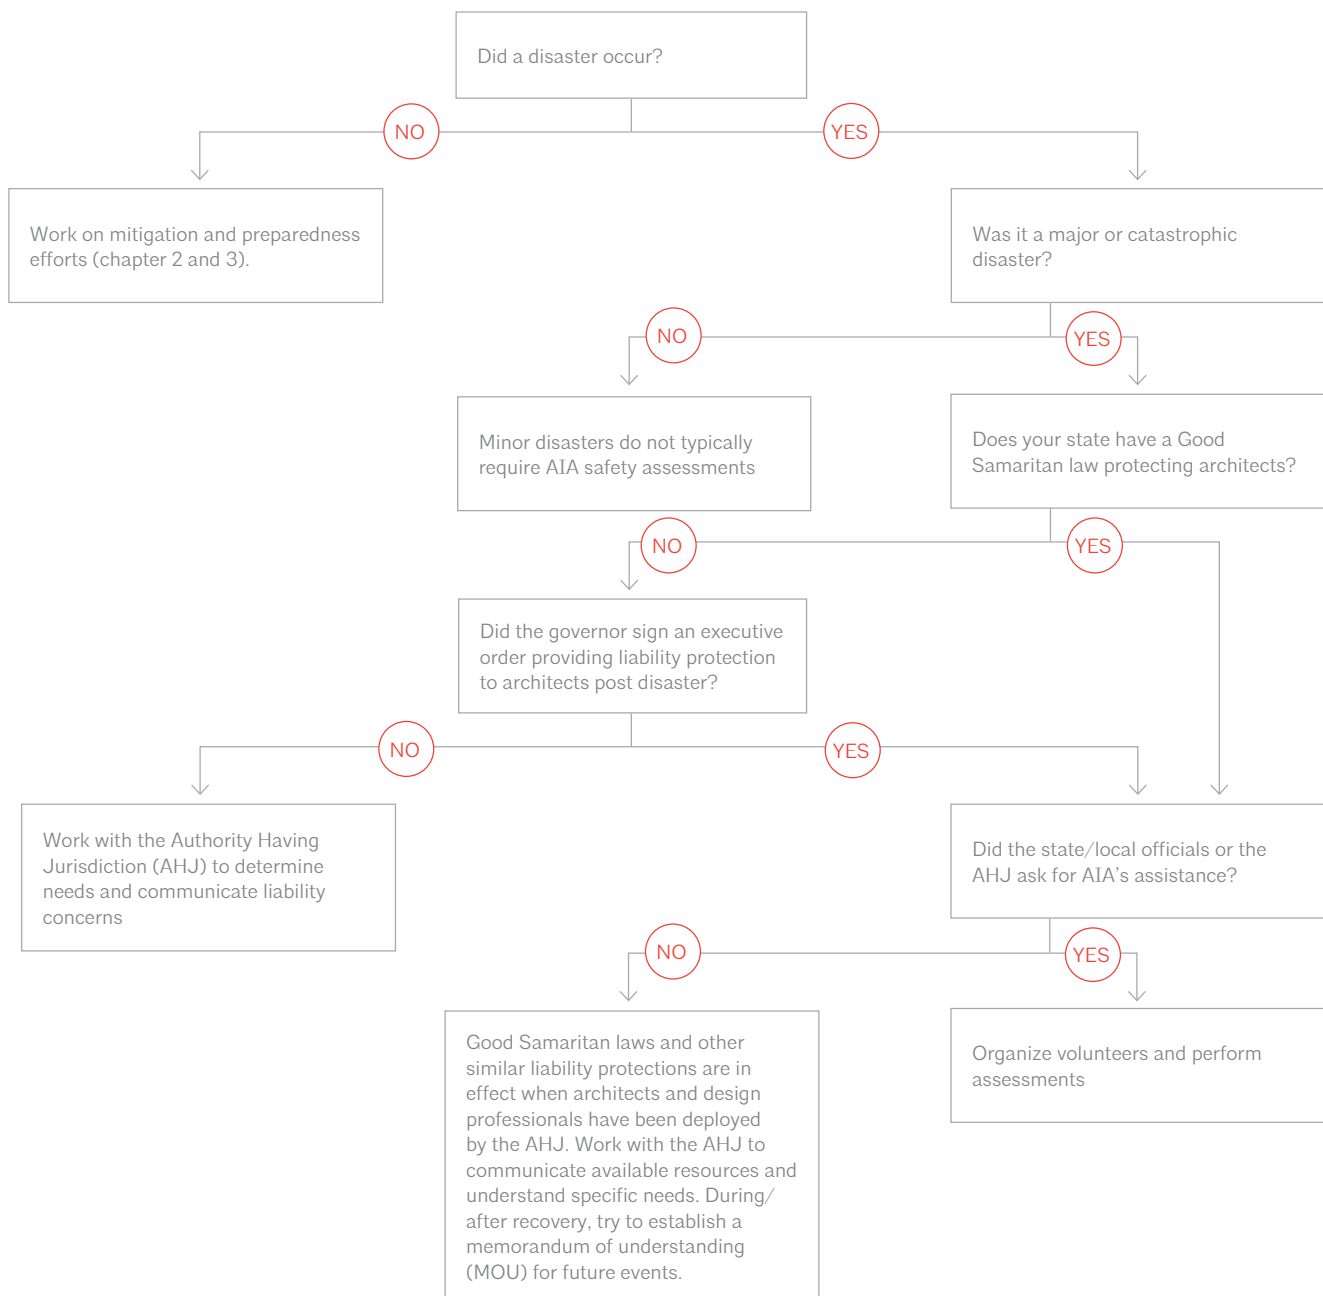 Did a disaster occur?
NO
YES
Work on mitigation and preparedness
efforts (chapter 2 and 3).
Was it a major or catastrophic
disaster?
NO
YES
Minor disasters do not typically
require AIA safety assessments
Does your state have a Good
Samaritan law protecting architects?
NO
YES
Did the governor sign an executive
order providing liability protection
to architects post disaster?
NO
YES
Work with the Authority Having
Jurisdiction (AHJ) to determine
needs and communicate liability
concerns
Did the state/local officials or the
AHJ ask for AIA’s assistance?
NO
YES
Good Samaritan laws and other
similar liability protections are in
effect when architects and design
professionals have been deployed
by the AHJ. Work with the AHJ to
communicate available resources and
understand specific needs. During/
after recovery, try to establish a
memorandum of understanding
(MOU) for future events.
Organize volunteers and perform
assessments